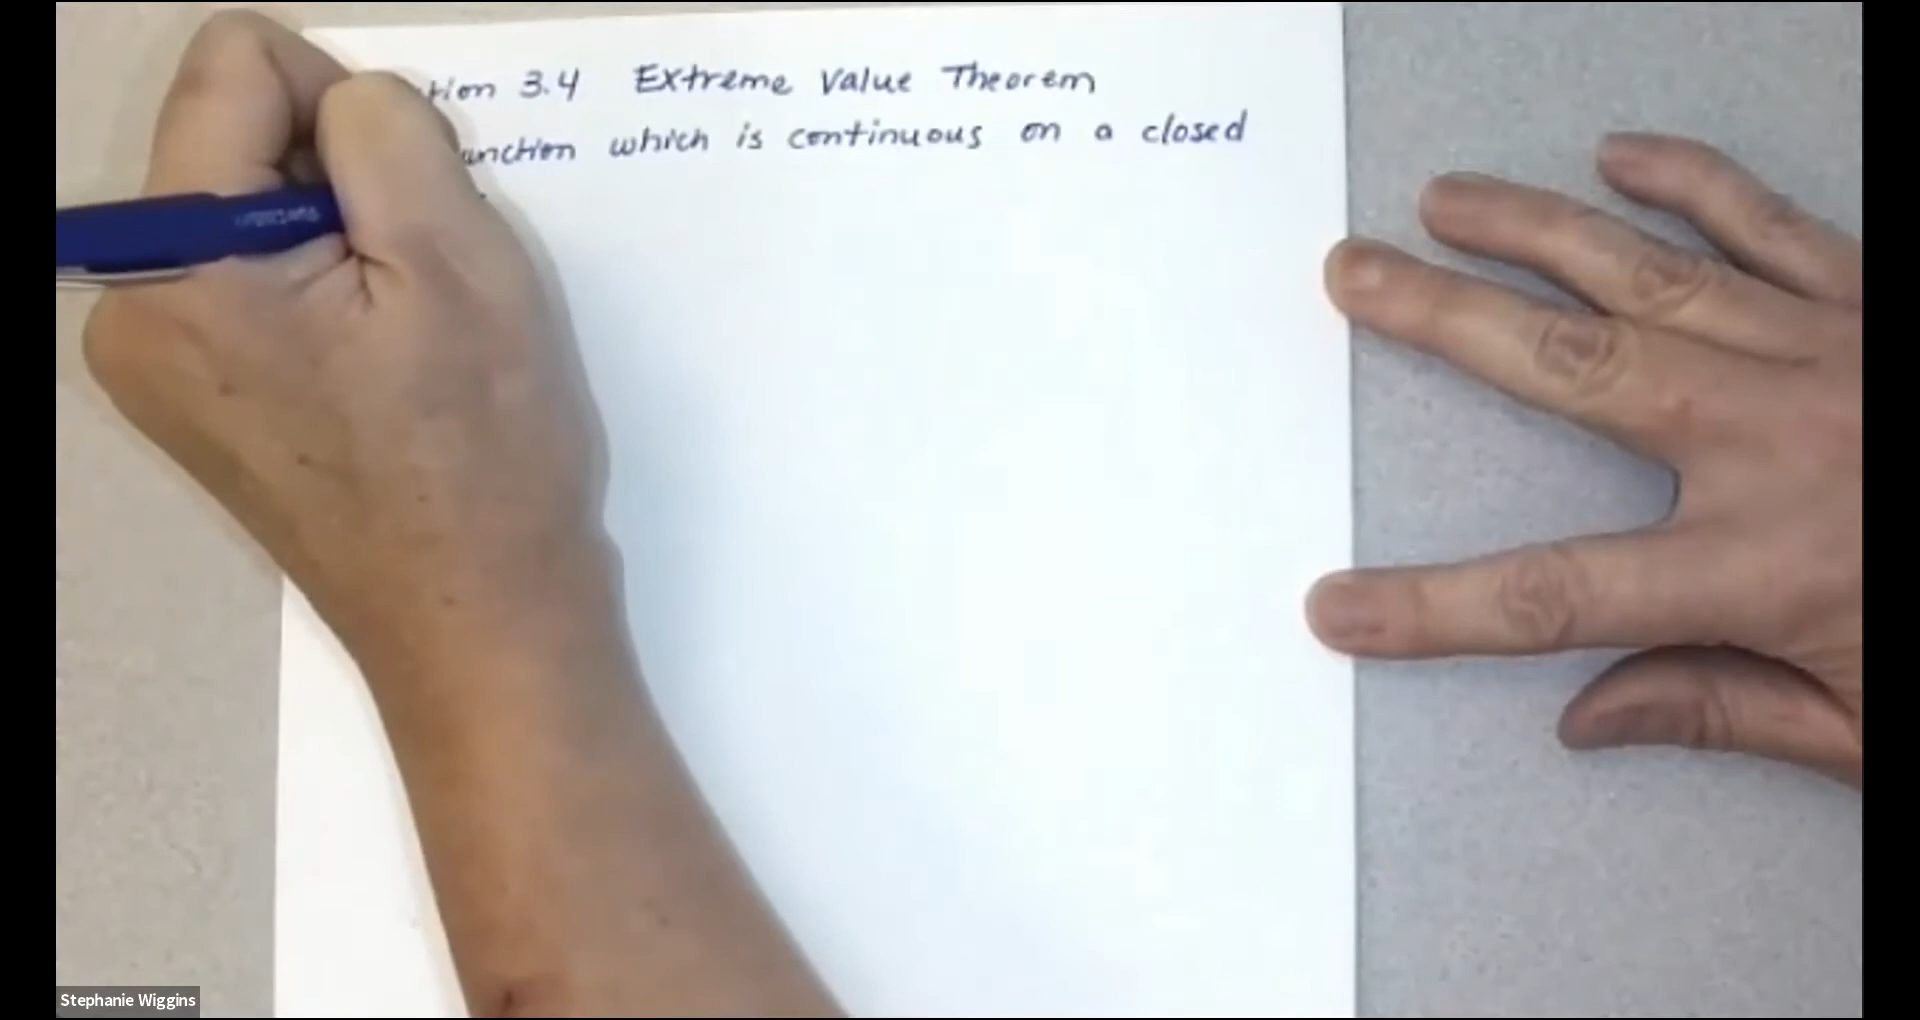 tion 3.4 Extreme Value Theorem
unction which is continuous on a closed
Stephanie Wiggins